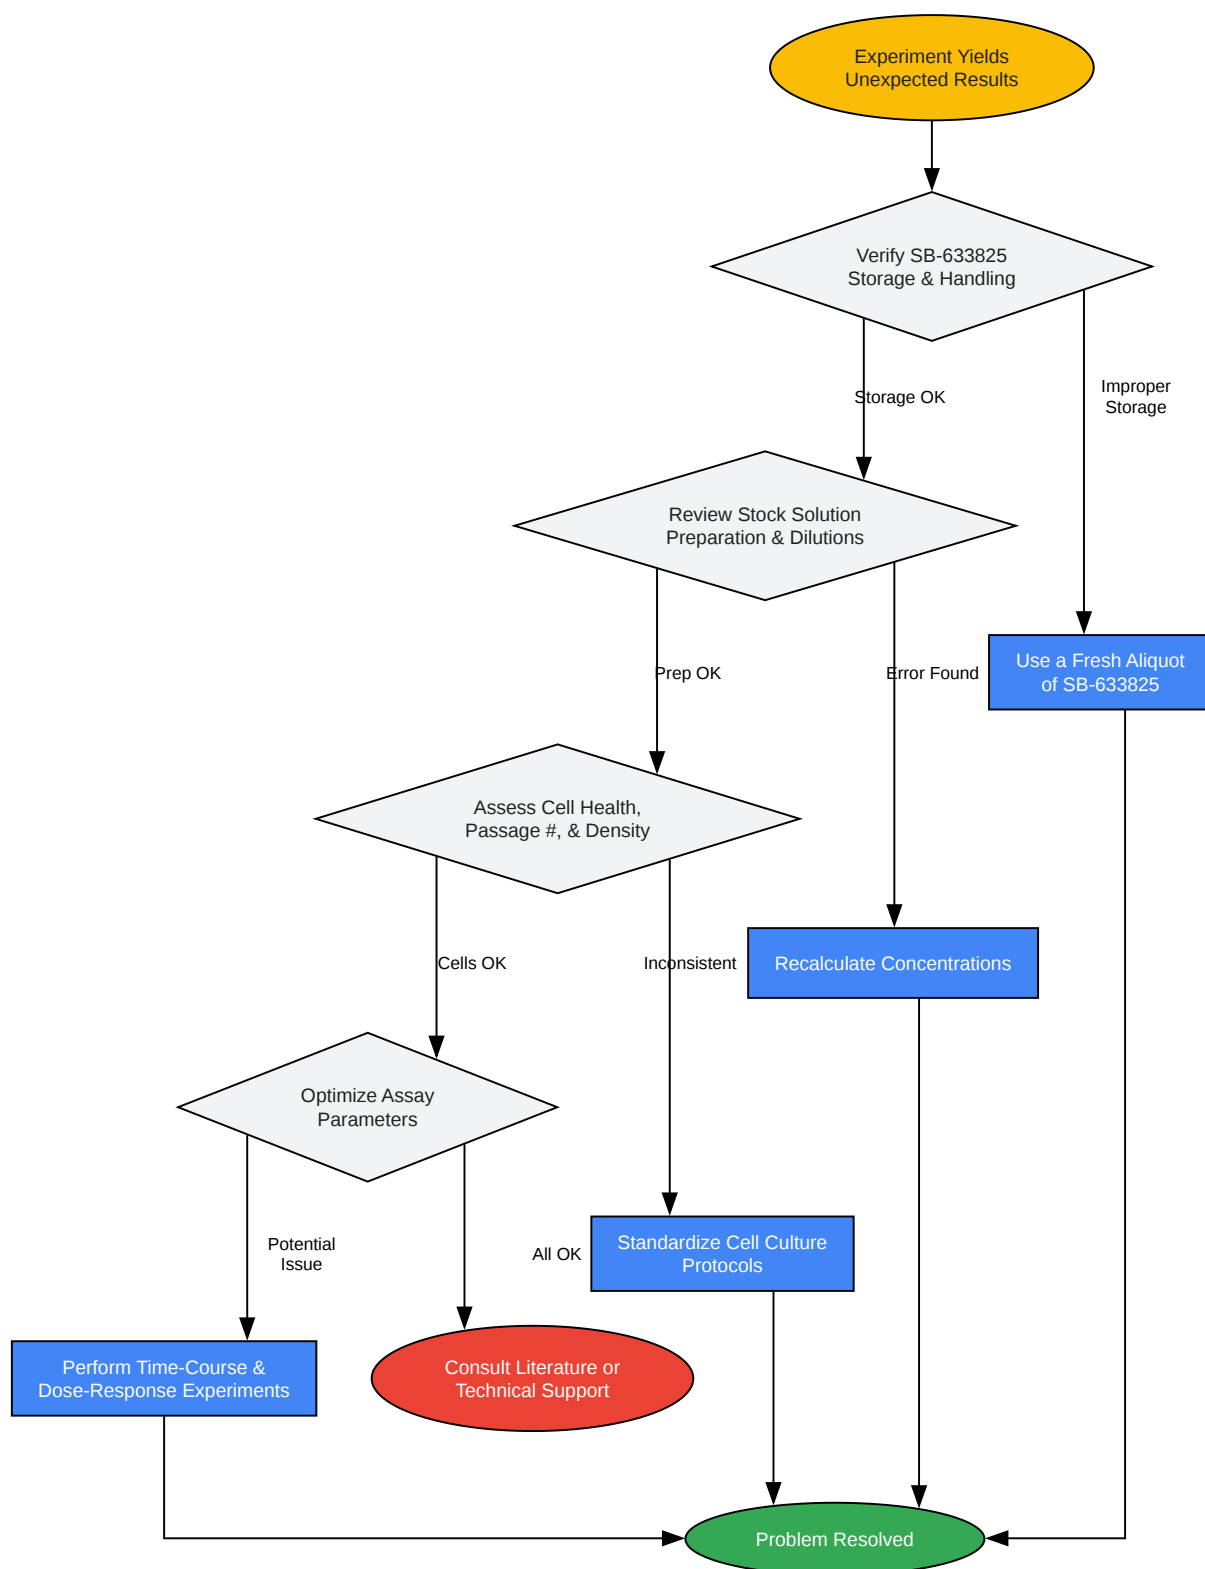 Experiment Yields
Unexpected Results
Verify SB-633825
Storage & Handling
Storage OK
Improper
Storage
Review Stock Solution
Preparation & Dilutions
Prep OK
Error Found
Use a Fresh Aliquot
of SB-633825
Assess Cell Health,
Passage #, & Density
Cells OK
Inconsistent
Recalculate Concentrations
Optimize Assay
Parameters
Potential
Issue
All OK
Standardize Cell Culture
Protocols
Perform Time-Course &
Dose-Response Experiments
Consult Literature or
Technical Support
Problem Resolved